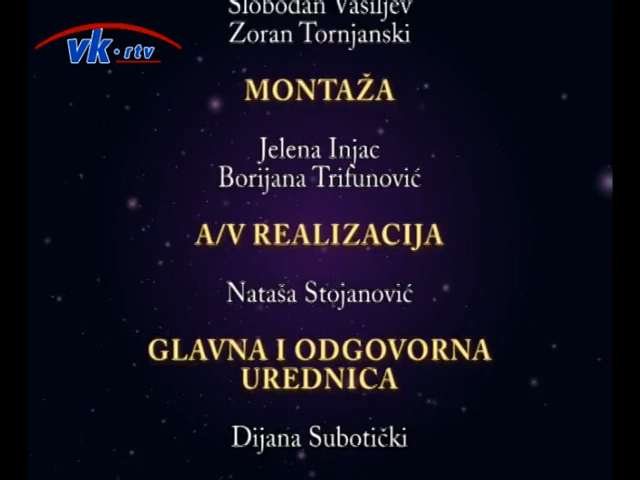 Slobodan Vasiljev
Zoran Tornjanski
vk.rtv
MONTAŽA
Jelena Injac
Borijana Trifunović
A/V REALIZACIJA
Nataša Stojanović
GLAVNA I ODGOVORNA
UREDNICA
Dijana Subotički